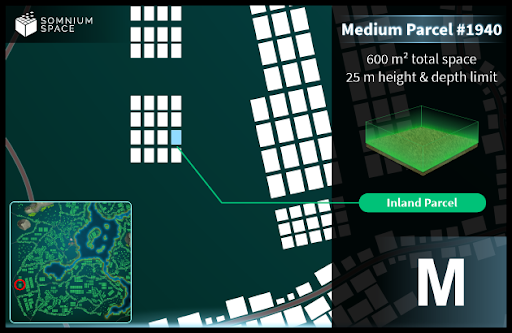 SOMNIUM
SPACE
Medium Parcel #1940
600 m² total space
25 m height & depth limit
Inland Parcel
M